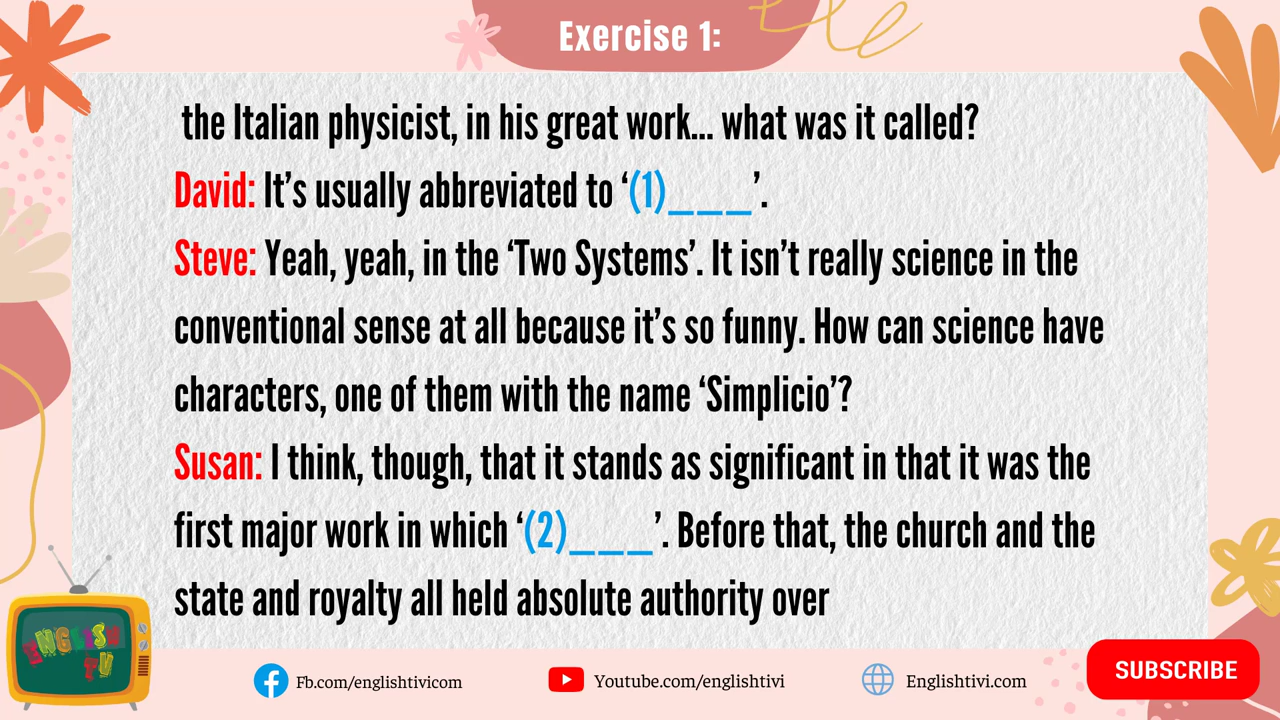 Exercise 1:
the Italian physicist, in his great work... what was it called?
David: It's usually abbreviated to ‘(1)___’.
Steve: Yeah, yeah, in the ‘Two Systems’. It isn't really science in the
conventional sense at all because it's so funny. How can science have
characters, one of them with the name ‘Simplicio’?
Susan: I think, though, that it stands as significant in that it was the
first major work in which ‘(2)___’. Before that, the church and the
state and royalty all held absolute authority over
ENGLISH
TV
Fb.com/englishtivicom
Youtube.com/englishtivi
Englishtivi.com
SUBSCRIBE